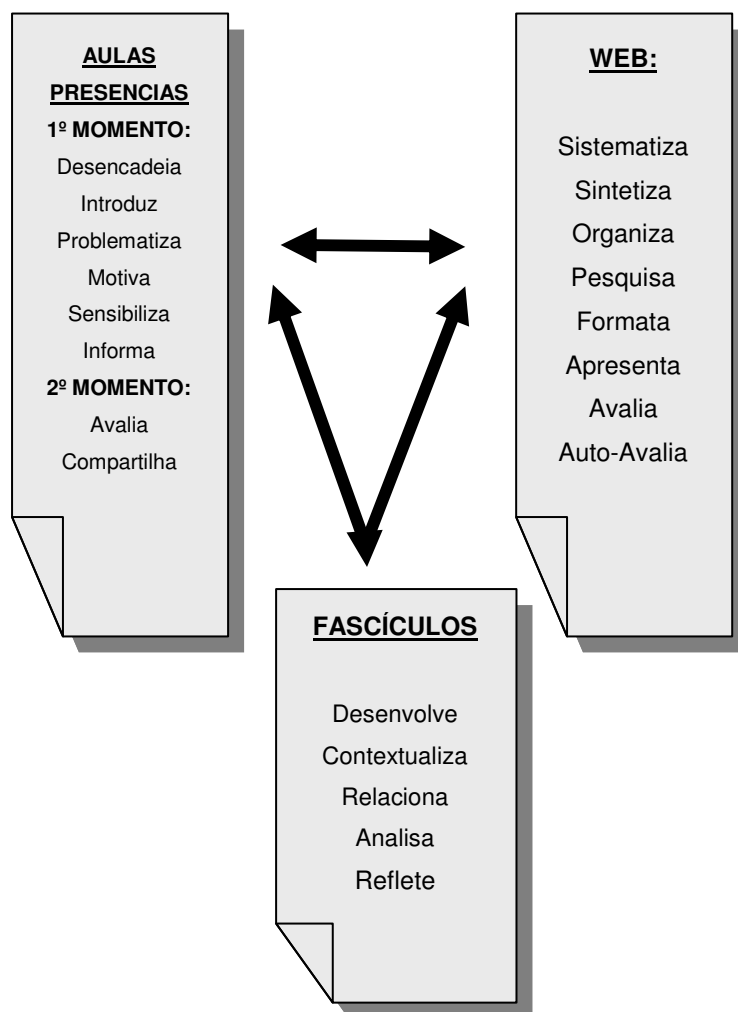 AULAS
PRESENCIAS
1º MOMENTO:
Desencadeia
Introduz
Problematiza
Motiva
Sensibiliza
Informa
2º MOMENTO:
Avalia
Compartilha
WEB:
Sistematiza
Sintetiza
Organiza
Pesquisa
Formata
Apresenta
Avalia
Auto-Avalia
FASCÍCULOS
Desenvolve
Contextualiza
Relaciona
Analisa
Reflete